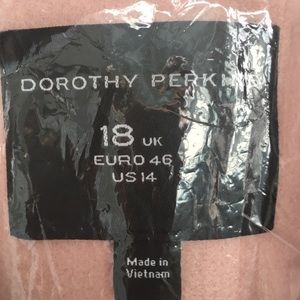 DOROTHY PERKINS
18 UK
EURO 46
US 14
Made in
Vietnam